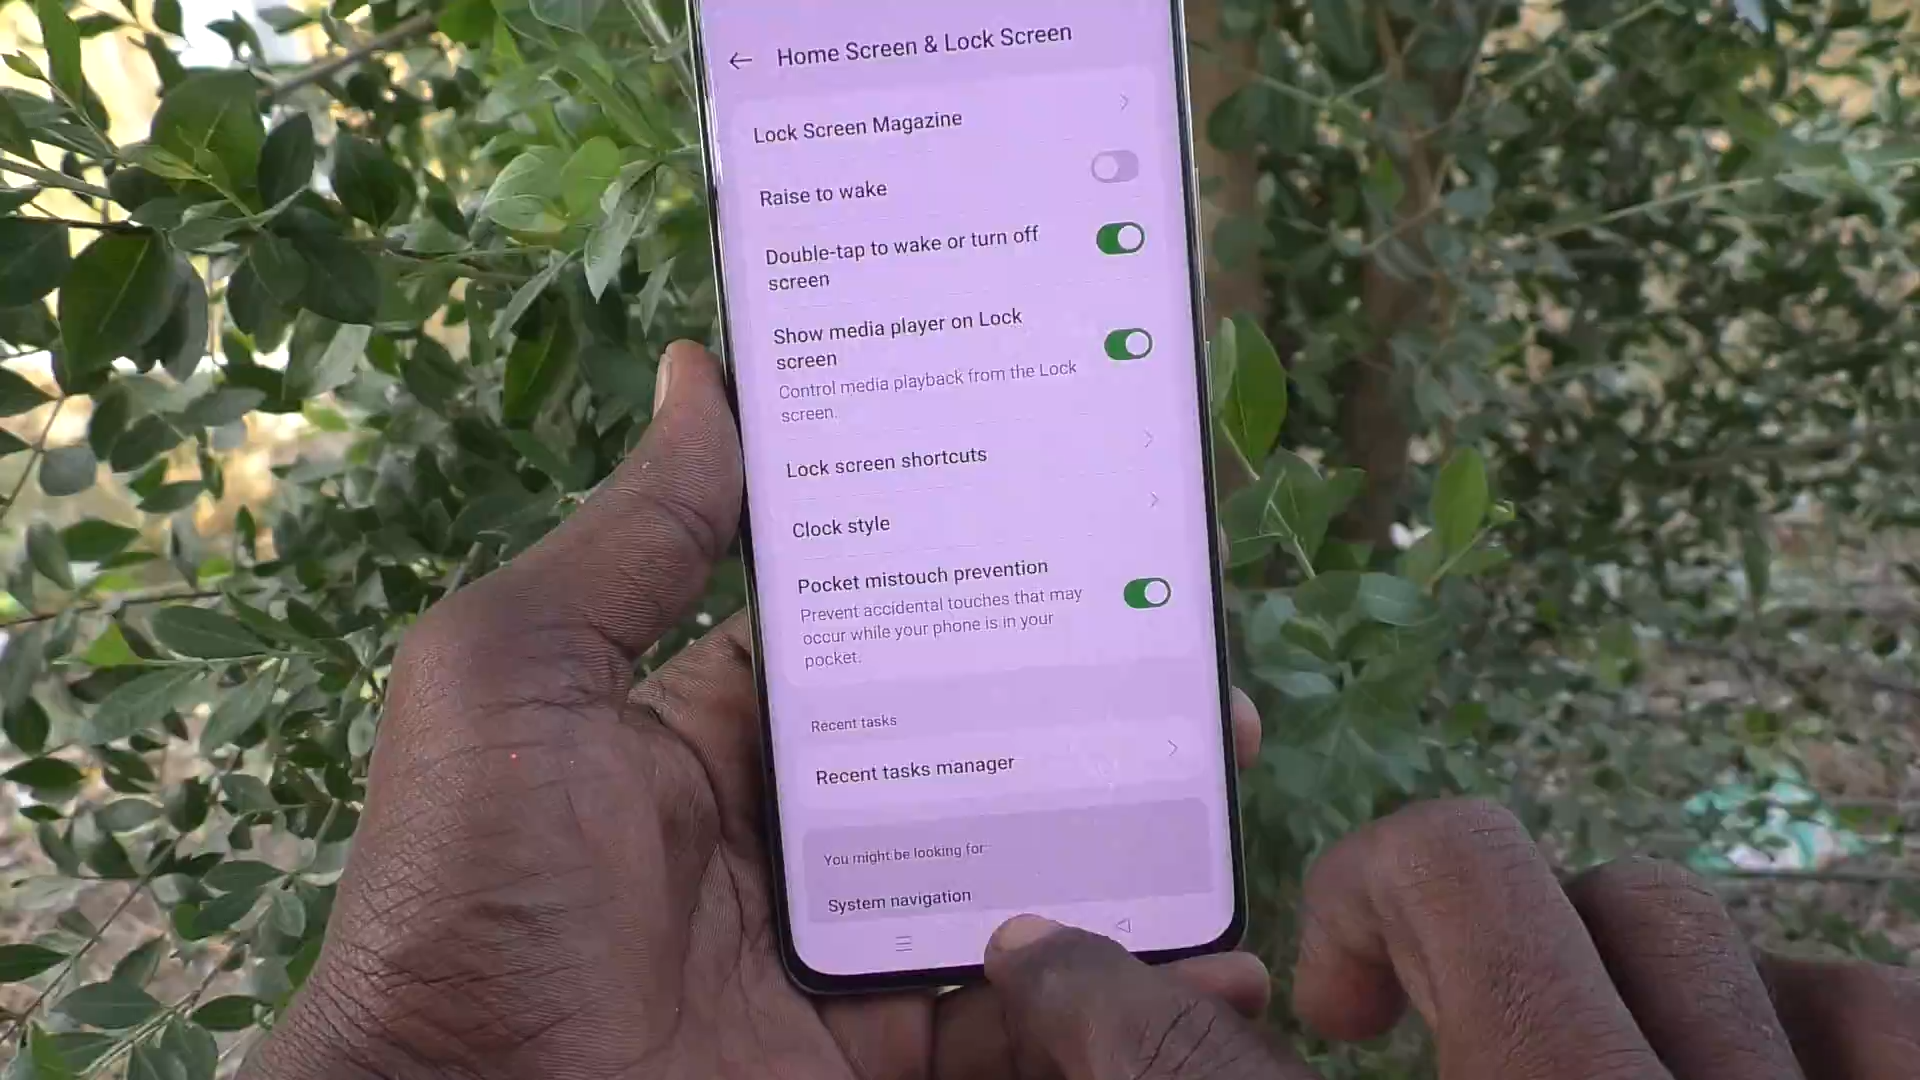 Home Screen & Lock Screen
Lock Screen Magazine
Raise to wake
Double-tap to wake or turn off
screen
Show media player on Lock
screen
Control media playback from the Lock
screen.
Lock screen shortcuts
Clock style
Pocket mistouch prevention
Prevent accidental touches that may
occur while your phone is in your
pocket.
Recent tasks
Recent tasks manager
You might be looking for:
System navigation